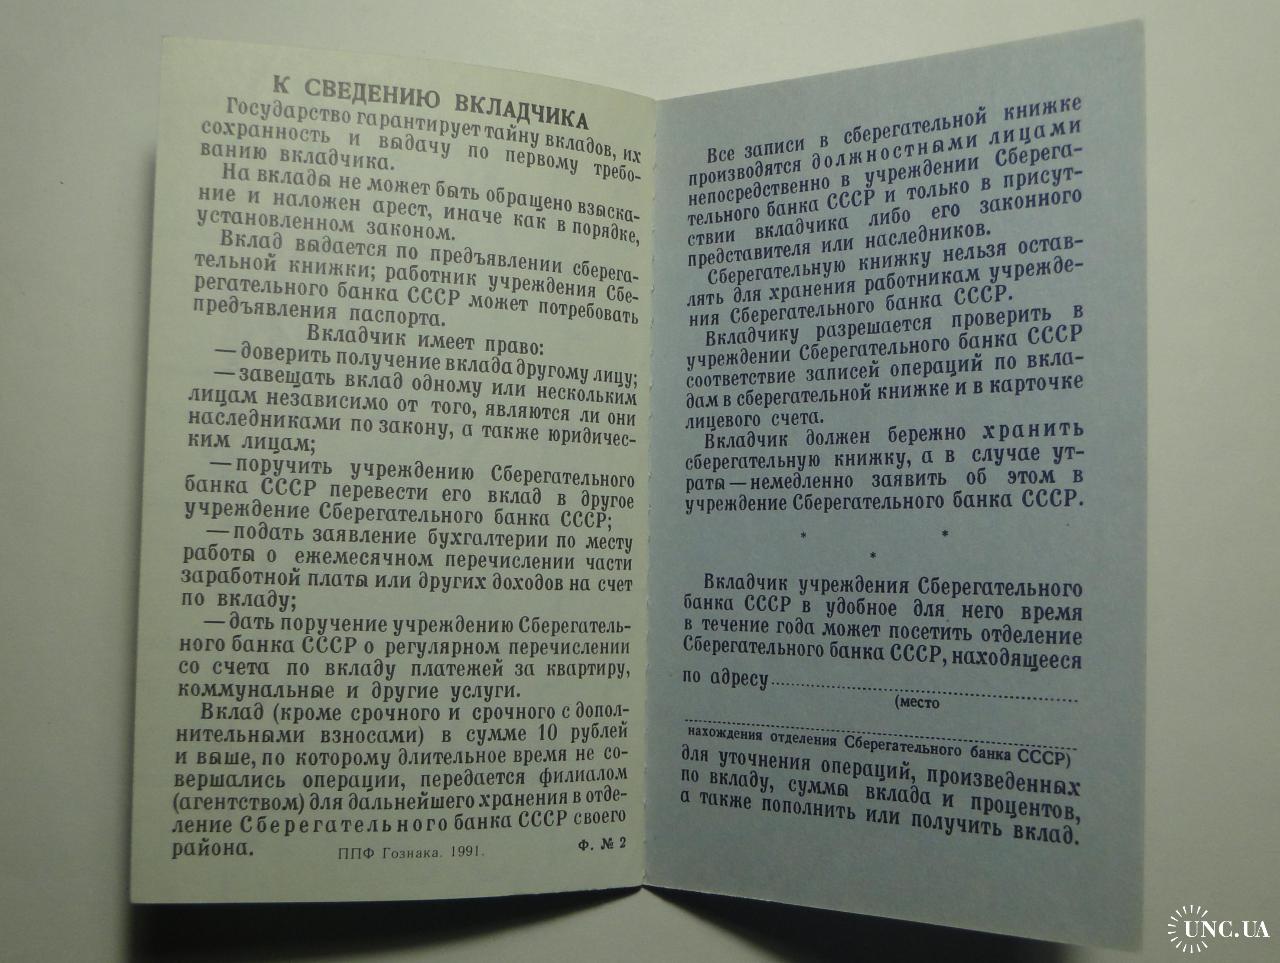 К СВЕДЕНИЮ ВКЛАДЧИКА
Государство гарантирует тайну вкладов, их
сохранность и выдачу по первому требо-
ванию вкладчика.
На вклады не может быть обращено взыска-
ние и наложен арест, иначе как в порядке,
установленном законом.
Вклад выдается по предъявлении сберега-
тельной книжки; работник учреждения Сбе-
регательного банка СССР может потребовать
предъявления паспорта.
Вкладчик имеет право:
— доверить получение вклада другому лицу;
— завещать вклад одному или нескольким
лицам независимо от того, являются ли они
наследниками по закону, а также юридичес-
ким лицам;
— поручить учреждению Сберегательного
банка СССР перевести его вклад в другое
учреждение Сберегательного банка СССР;
— подать заявление бухгалтерии по месту
работы о ежемесячном перечислении части
заработной платы или других доходов на счет
по вкладу;
— дать поручение учреждению Сберегатель-
ного банка СССР о регулярном перечислении
со счета по вкладу платежей за квартиру,
коммунальные и другие услуги.
Вклад (кроме срочного и срочного с допол-
нительными взносами) в сумме 10 рублей
и выше, по которому длительное время не со-
вершались операции, передается филиалом
(агентством) для дальнейшего хранения в отде-
ление Сберегательного банка СССР своего
района.
ППФ Гознака. 1991.
Ф. № 2
Все записи в сберегательной книжке
производятся должностными лицами
непосредственно в учреждении Сберега-
тельного банка СССР и только в присут-
ствии вкладчика либо его законного
представителя или наследников.
Сберегательную книжку нельзя остав-
лять для хранения работникам учрежде-
ния Сберегательного банка СССР.
Вкладчику разрешается проверить в
учреждении Сберегательного банка СССР
соответствие записей операций по вкла-
дам в сберегательной книжке и в карточке
лицевого счета.
Вкладчик должен бережно хранить
сберегательную книжку, а в случае ут-
раты — немедленно заявить об этом в
учреждение Сберегательного банка СССР.
* * *
Вкладчик учреждения Сберегательного
банка СССР в удобное для него время
в течение года может посетить отделение
Сберегательного банка СССР, находящееся
по адресу
(место
нахождения отделения Сберегательного банка СССР)
для уточнения операций, произведенных
по вкладу, суммы вклада и процентов,
а также пополнить или получить вклад.
UNC.UA